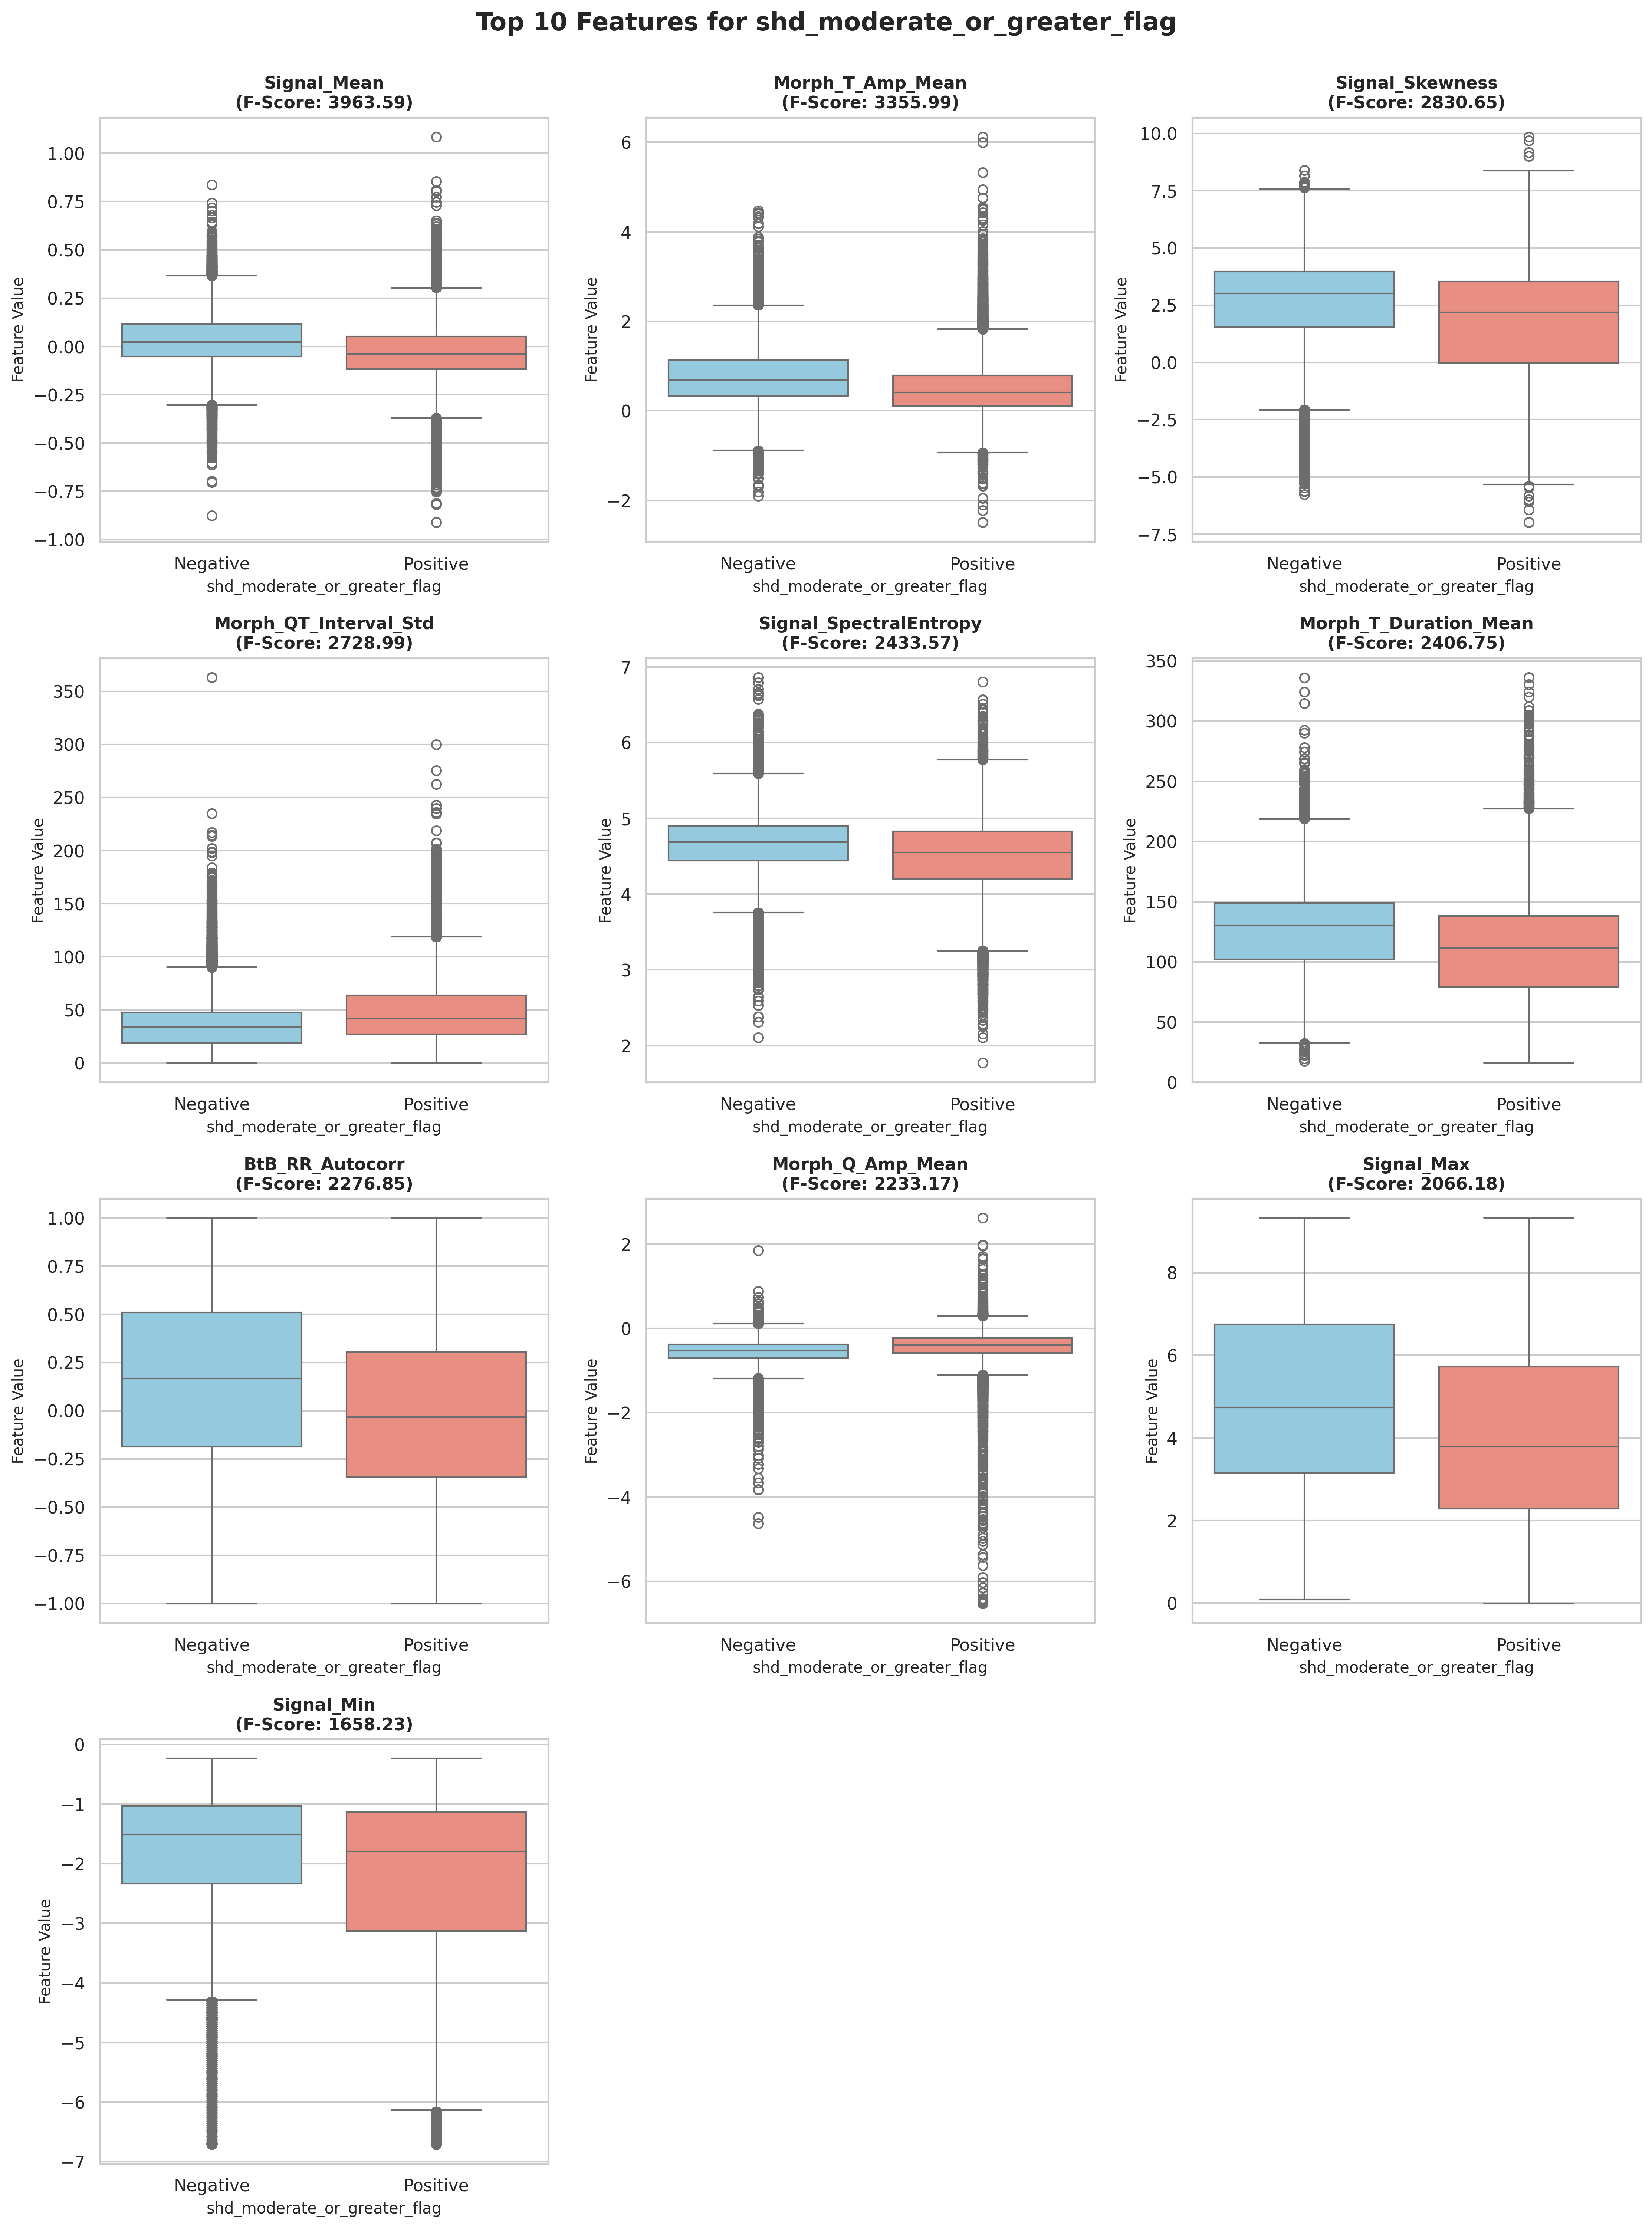 Top 10 Features for shd_moderate_or_greater_flag
Signal_Mean
(F-Score: 3963.59)
Feature Value
1.00
0.75
0.50
0.25
0.00
−0.25
−0.50
−0.75
−1.00
Negative
Positive
shd_moderate_or_greater_flag
Morph_T_Amp_Mean
(F-Score: 3355.99)
Feature Value
6
4
2
0
−2
Negative
Positive
shd_moderate_or_greater_flag
Signal_Skewness
(F-Score: 2830.65)
Feature Value
10.0
7.5
5.0
2.5
0.0
−2.5
−5.0
−7.5
Negative
Positive
shd_moderate_or_greater_flag
Morph_QT_Interval_Std
(F-Score: 2728.99)
Feature Value
350
300
250
200
150
100
50
0
Negative
Positive
shd_moderate_or_greater_flag
Signal_SpectralEntropy
(F-Score: 2433.57)
Feature Value
7
6
5
4
3
2
Negative
Positive
shd_moderate_or_greater_flag
Morph_T_Duration_Mean
(F-Score: 2406.75)
Feature Value
350
300
250
200
150
100
50
0
Negative
Positive
shd_moderate_or_greater_flag
BtB_RR_Autocorr
(F-Score: 2276.85)
Feature Value
1.00
0.75
0.50
0.25
0.00
−0.25
−0.50
−0.75
−1.00
Negative
Positive
shd_moderate_or_greater_flag
Morph_Q_Amp_Mean
(F-Score: 2233.17)
Feature Value
2
0
−2
−4
−6
Negative
Positive
shd_moderate_or_greater_flag
Signal_Max
(F-Score: 2066.18)
Feature Value
8
6
4
2
0
Negative
Positive
shd_moderate_or_greater_flag
Signal_Min
(F-Score: 1658.23)
Feature Value
0
−1
−2
−3
−4
−5
−6
−7
Negative
Positive
shd_moderate_or_greater_flag